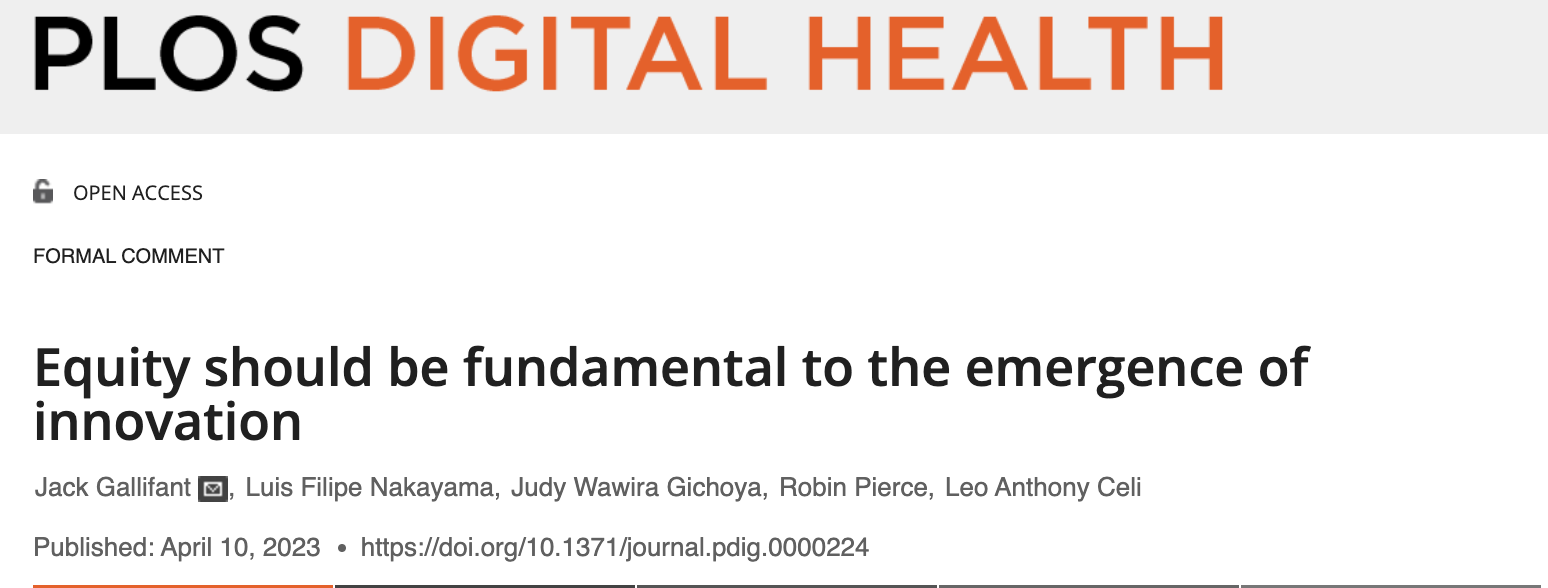 PLOS DIGITAL HEALTH
OPEN ACCESS
FORMAL COMMENT
Equity should be fundamental to the emergence of
innovation
Jack Gallifant, Luis Filipe Nakayama, Judy Wawira Gichoya, Robin Pierce, Leo Anthony Celi
Published: April 10, 2023 • https://doi.org/10.1371/journal.pdig.0000224